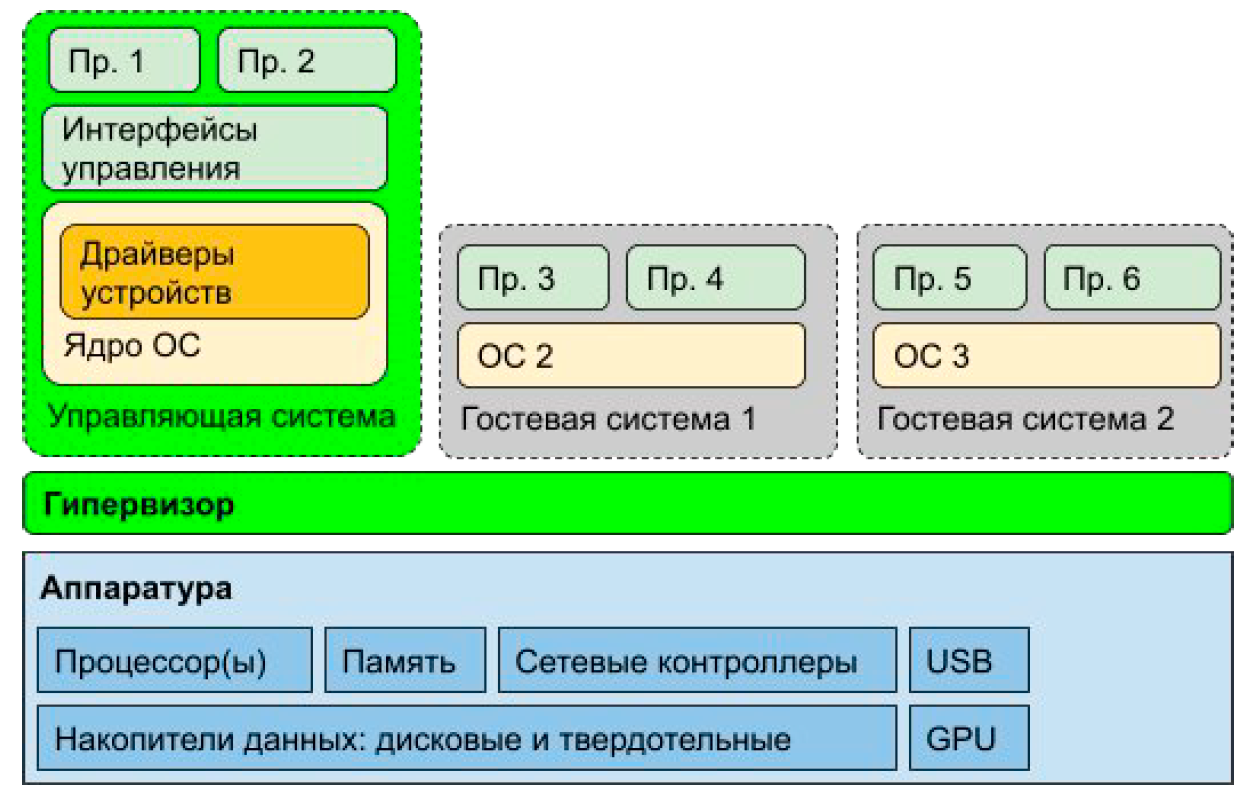 Пр. 1
Пр. 2
Интерфейсы
управления
Драйверы
устройств
Ядро ОС
Управляющая система
Пр. 3
Пр. 4
ОС 2
Гостевая система 1
Пр. 5
Пр. 6
ОС 3
Гостевая система 2
Гипервизор
Аппаратура
Процессор(ы)
Память
Сетевые контроллеры
USB
Накопители данных: дисковые и твердотельные
GPU